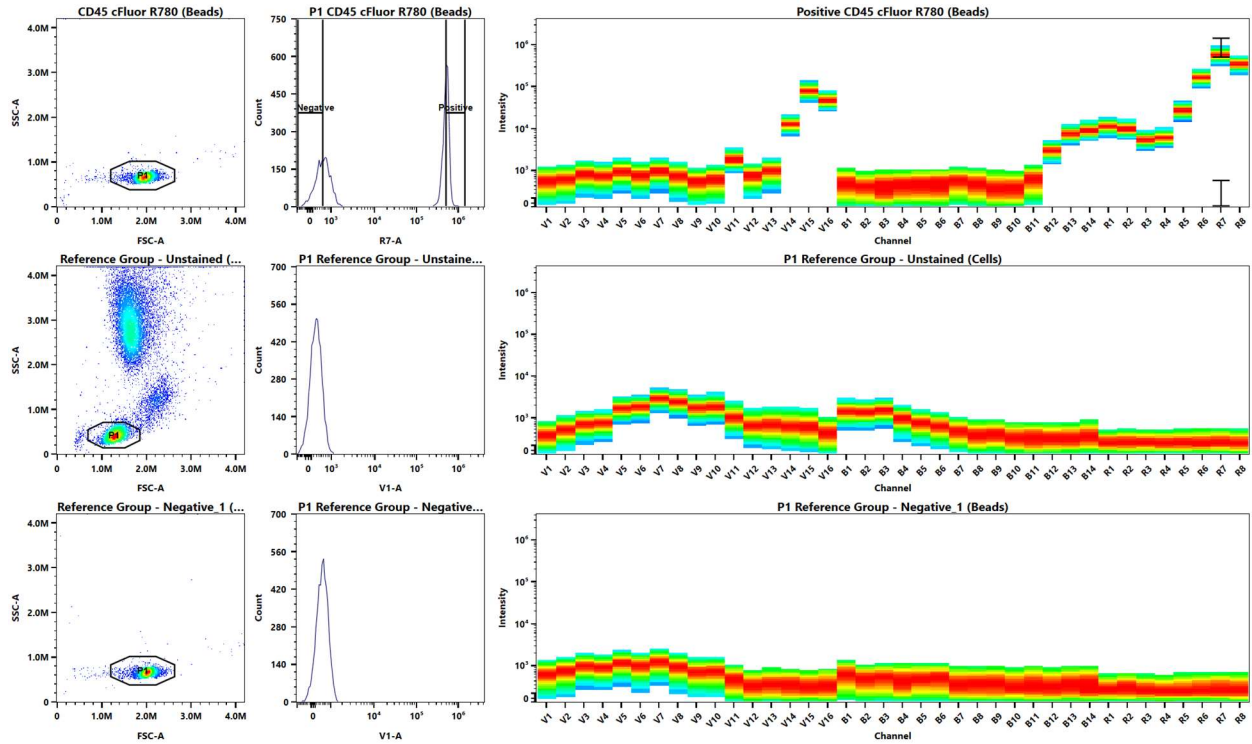 CD45 cFluor R780 (Beads)
SSC-A
4.0M
3.0M
2.0M
1.0M
0
P1
0 1.0M 2.0M 3.0M 4.0M
FSC-A
P1 CD45 cFluor R780 (Beads)
Count
750
600
450
300
150
0
Negative Positive
0 10³ 10⁴ 10⁵ 10⁶
R7-A
Positive CD45 cFluor R780 (Beads)
Intensity
10⁶
10⁵
10⁴
10³
0
V1 V2 V3 V4 V5 V6 V7 V8 V9 V10 V11 V12 V13 V14 V15 V16 B1 B2 B3 B4 B5 B6 B7 B8 B9 B10 B11 B12 B13 B14 R1 R2 R3 R4 R5 R6 R7 R8
Channel
Reference Group - Unstained (...
SSC-A
4.0M
3.0M
2.0M
1.0M
0
P1
0 1.0M 2.0M 3.0M 4.0M
FSC-A
P1 Reference Group - Unstaine...
Count
700
560
420
280
140
0
0 10³ 10⁴ 10⁵ 10⁶
V1-A
P1 Reference Group - Unstained (Cells)
Intensity
10⁶
10⁵
10⁴
10³
0
V1 V2 V3 V4 V5 V6 V7 V8 V9 V10 V11 V12 V13 V14 V15 V16 B1 B2 B3 B4 B5 B6 B7 B8 B9 B10 B11 B12 B13 B14 R1 R2 R3 R4 R5 R6 R7 R8
Channel
Reference Group - Negative_1 (...
SSC-A
4.0M
3.0M
2.0M
1.0M
0
P1
0 1.0M 2.0M 3.0M 4.0M
FSC-A
P1 Reference Group - Negative...
Count
700
560
420
280
140
0
0 10³ 10⁴ 10⁵ 10⁶
V1-A
P1 Reference Group - Negative_1 (Beads)
Intensity
10⁶
10⁵
10⁴
10³
0
V1 V2 V3 V4 V5 V6 V7 V8 V9 V10 V11 V12 V13 V14 V15 V16 B1 B2 B3 B4 B5 B6 B7 B8 B9 B10 B11 B12 B13 B14 R1 R2 R3 R4 R5 R6 R7 R8
Channel